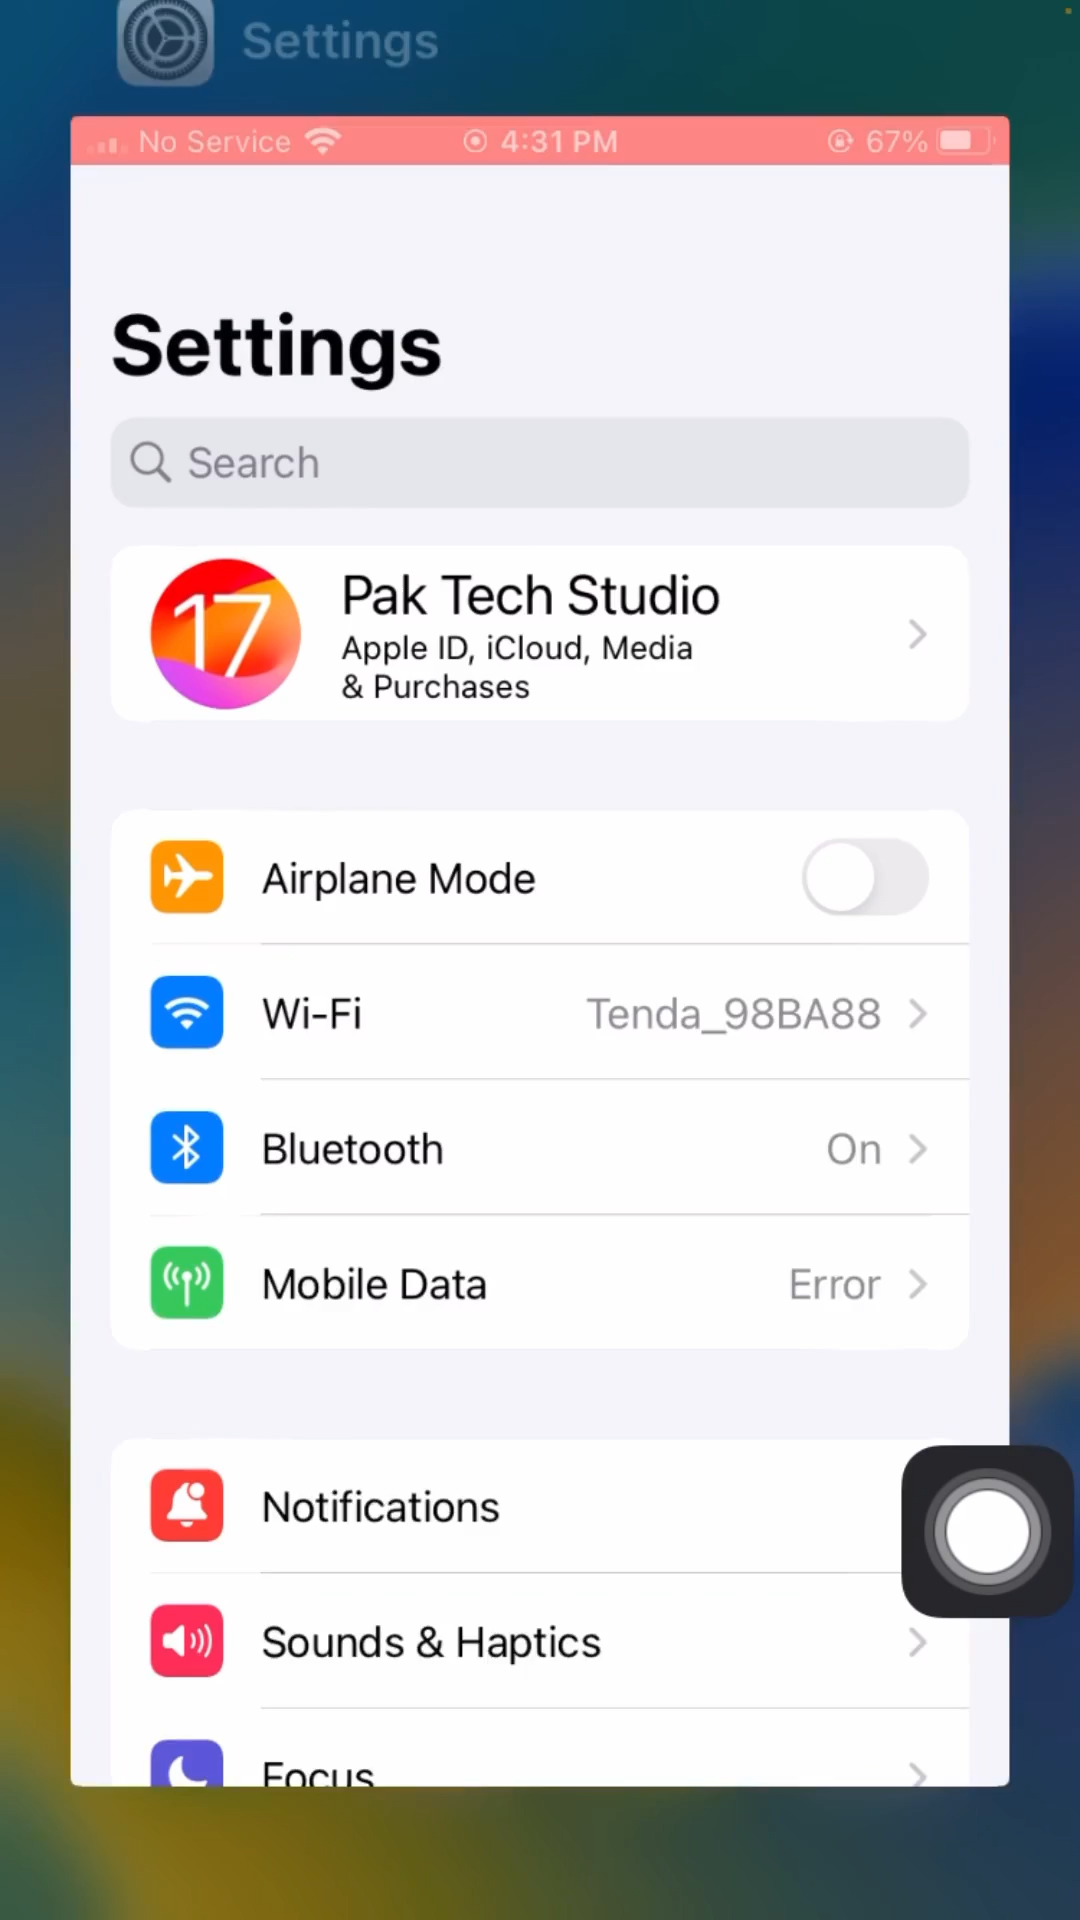 Settings
No Service 4:31 PM 67%
Settings
Search
17
Pak Tech Studio
Apple ID, iCloud, Media
& Purchases
Airplane Mode
Wi-Fi Tenda_98BA88
Bluetooth On
Mobile Data Error
Notifications
Sounds & Haptics
Focus